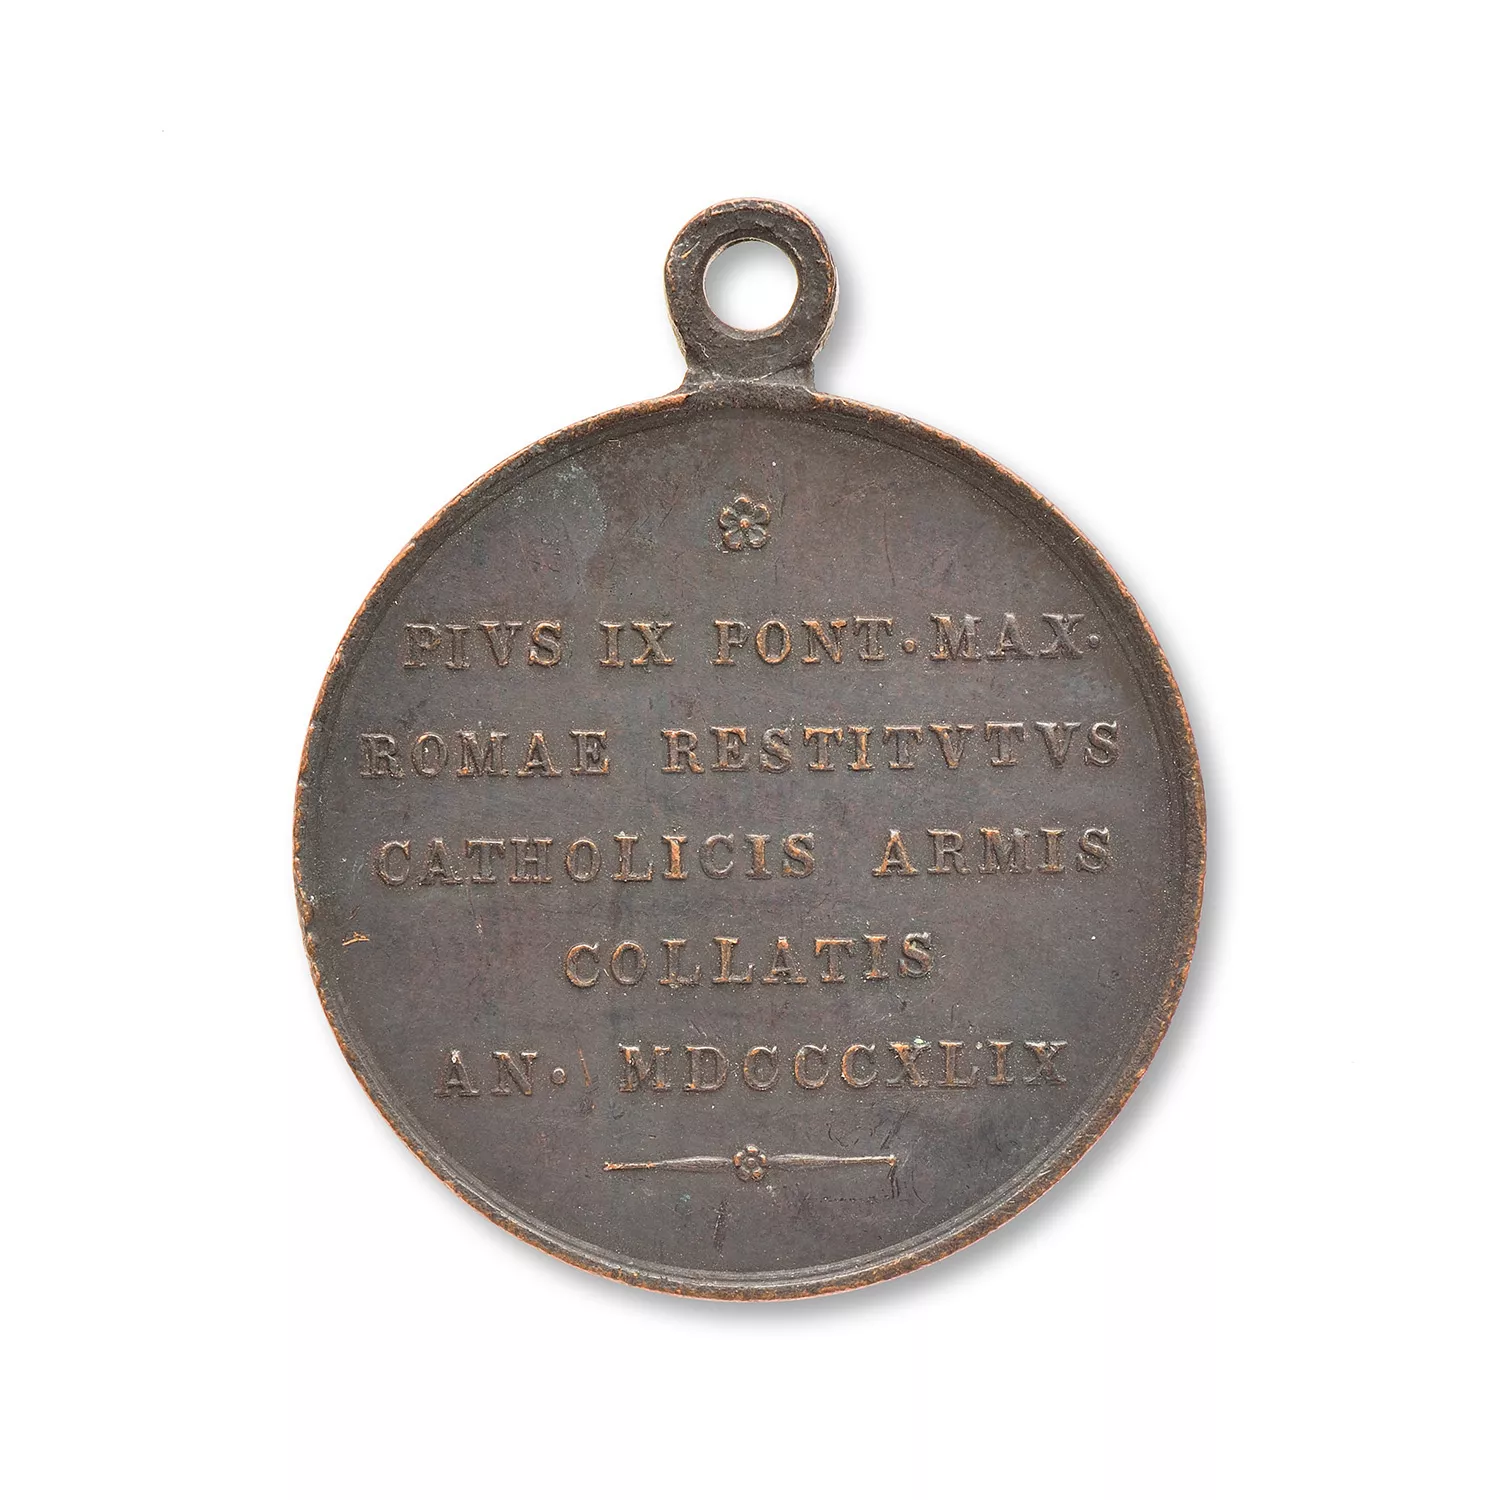 PIVS IX PONT·MAX·
ROMAE RESTITVTVS
CATHOLICIS ARMIS
COLLATIS
AN· MDCCCXLIX